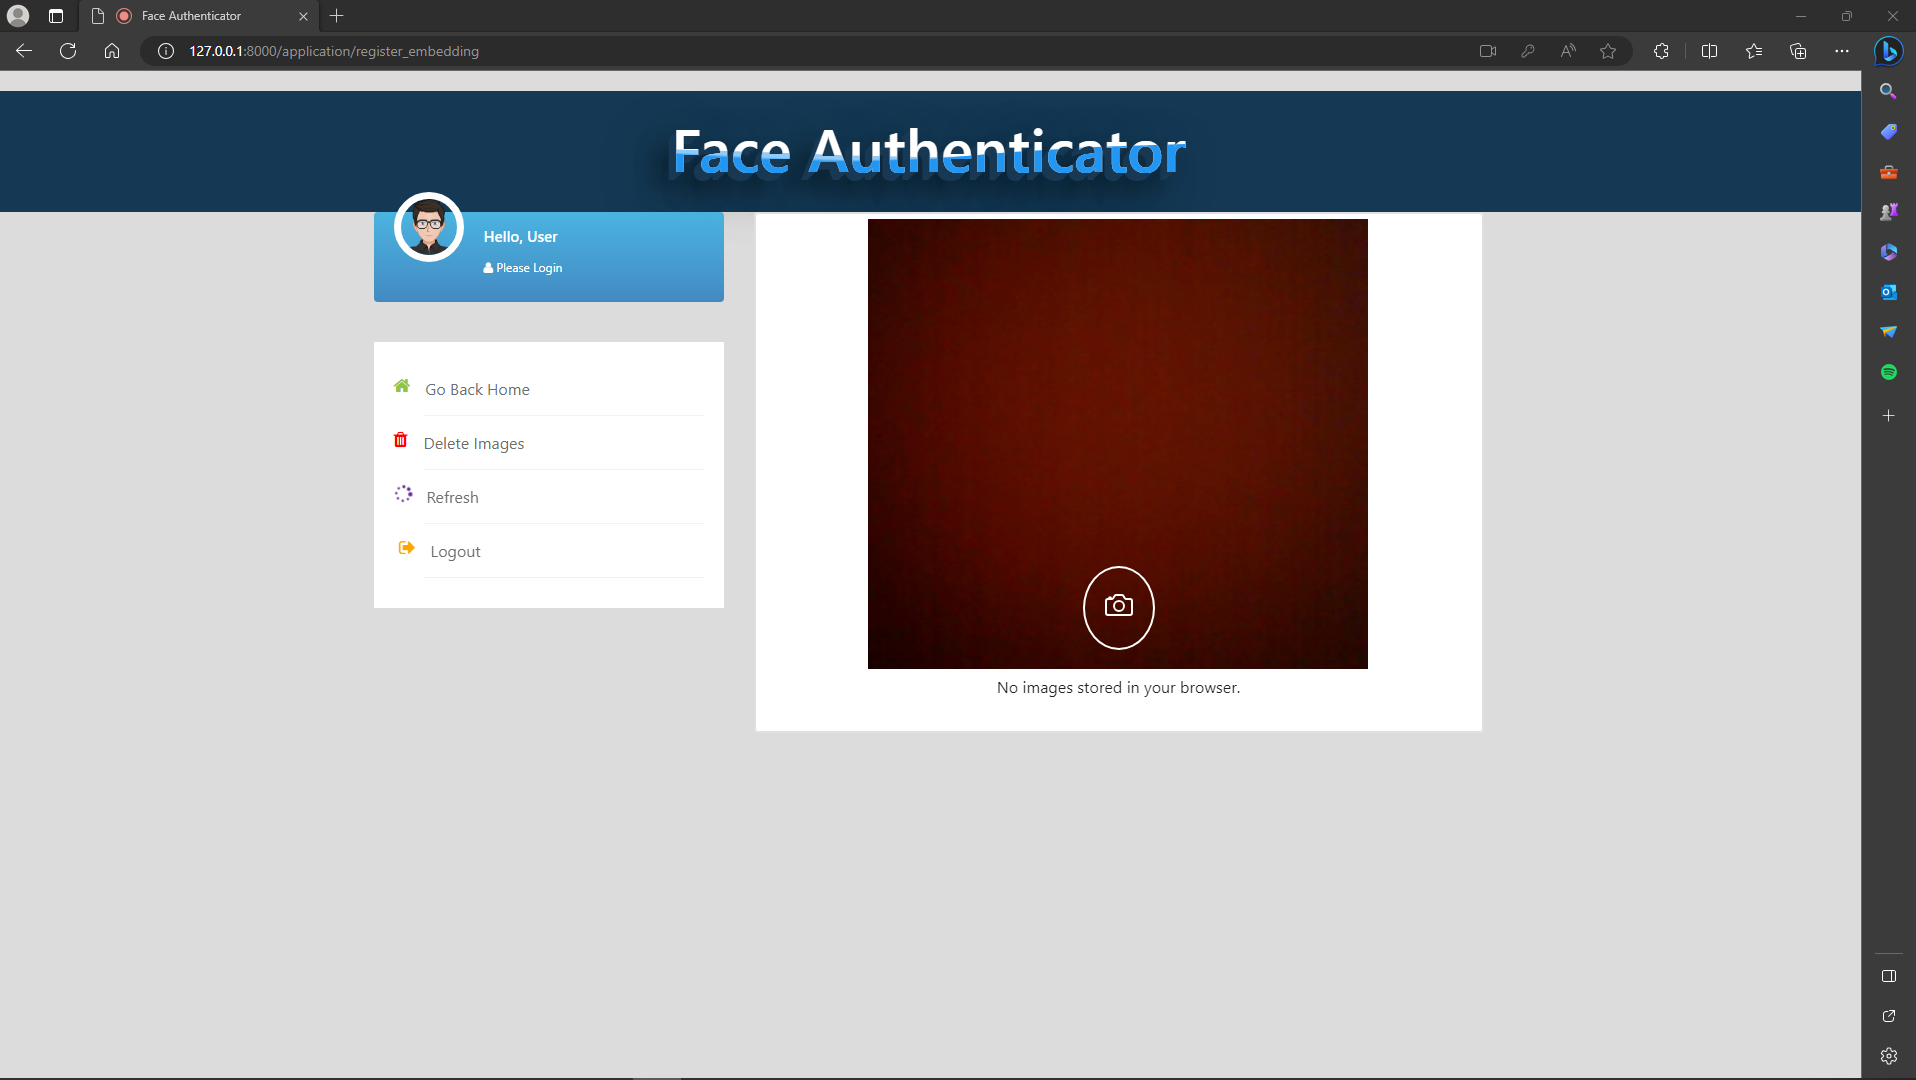 Face Authenticator
127.0.0.1:8000/application/register_embedding
Face Authenticator
Hello, User
Please Login
Go Back Home
Delete Images
Refresh
Logout
No images stored in your browser.